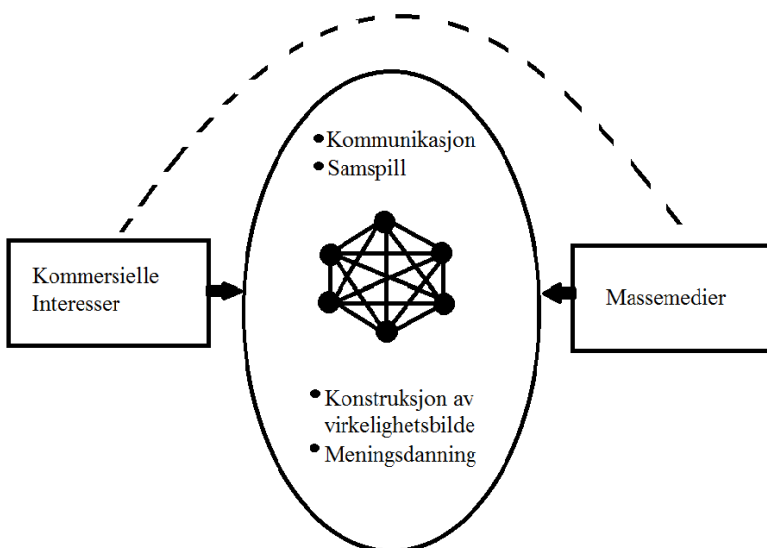 • Kommunikasjon
• Samspill
Kommersielle
Interesser
Massemedier
• Konstruksjon av
virkelighetsbilde
• Meningsdanning